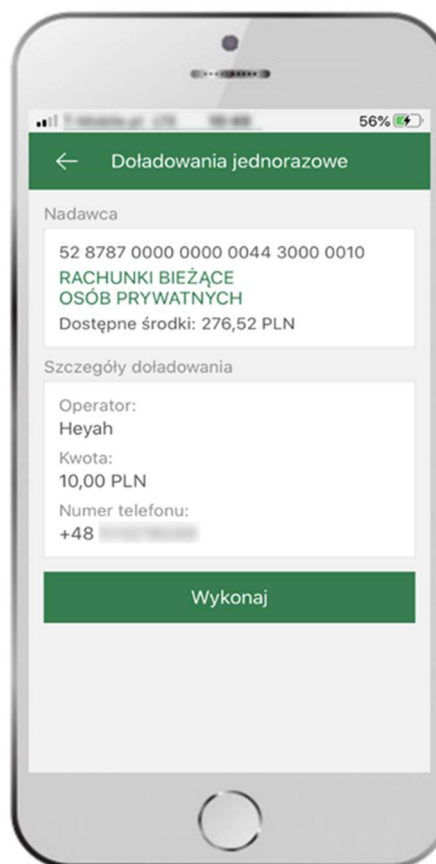 56%
Doładowania jednorazowe
Nadawca
52 8787 0000 0000 0044 3000 0010
RACHUNKI BIEŻĄCE
OSÓB PRYWATNYCH
Dostępne środki: 276,52 PLN
Szczegóły doładowania
Operator:
Heyah
Kwota:
10,00 PLN
Numer telefonu:
+48
Wykonaj